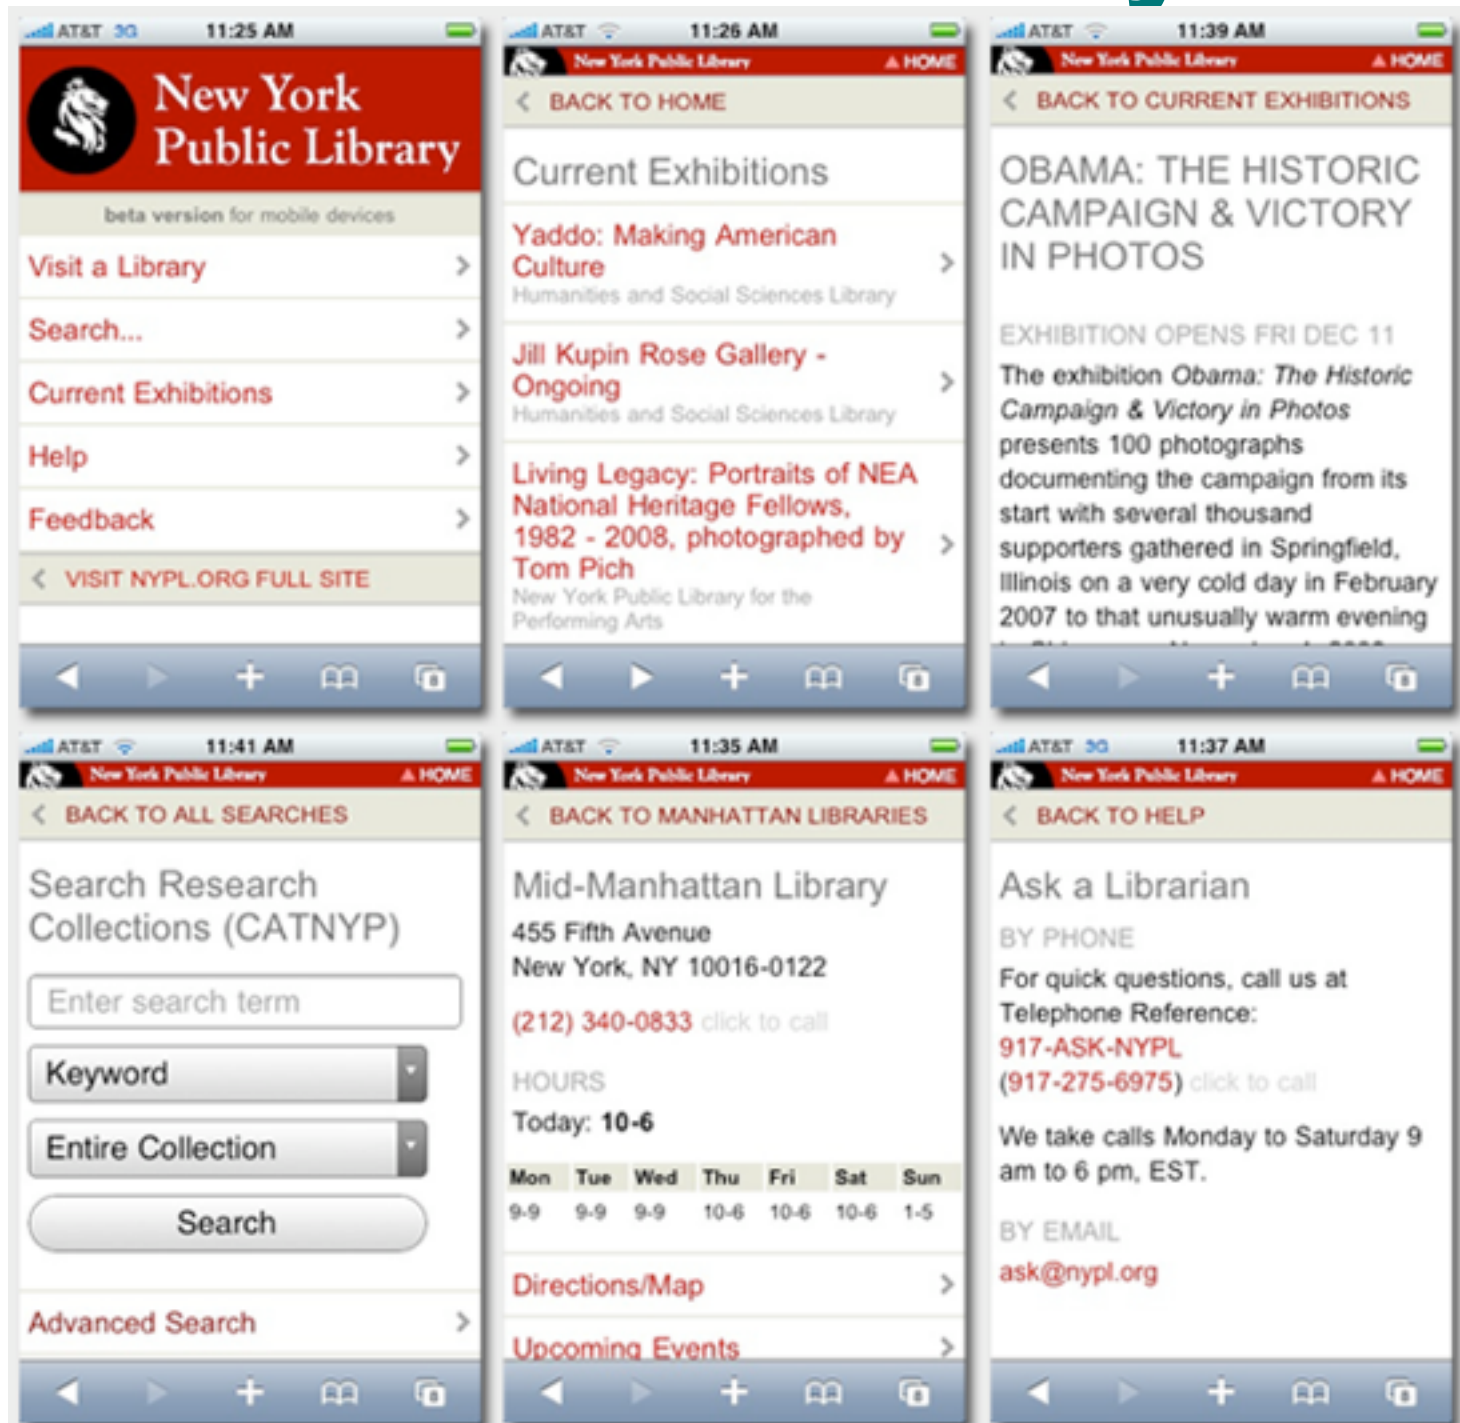 AT&T 3G 11:25 AM
New York
Public Library
beta version for mobile devices
Visit a Library
Search...
Current Exhibitions
Help
Feedback
VISIT NYPL.ORG FULL SITE
AT&T 11:26 AM
New York Public Library HOME
BACK TO HOME
Current Exhibitions
Yaddo: Making American
Culture
Humanities and Social Sciences Library
Jill Kupin Rose Gallery -
Ongoing
Humanities and Social Sciences Library
Living Legacy: Portraits of NEA
National Heritage Fellows,
1982 - 2008, photographed by
Tom Pich
New York Public Library for the
Performing Arts
AT&T 11:39 AM
New York Public Library HOME
BACK TO CURRENT EXHIBITIONS
OBAMA: THE HISTORIC
CAMPAIGN & VICTORY
IN PHOTOS
EXHIBITION OPENS FRI DEC 11
The exhibition Obama: The Historic
Campaign & Victory in Photos
presents 100 photographs
documenting the campaign from its
start with several thousand
supporters gathered in Springfield,
Illinois on a very cold day in February
2007 to that unusually warm evening
AT&T 11:41 AM
New York Public Library HOME
BACK TO ALL SEARCHES
Search Research
Collections (CATNYP)
Enter search term
Keyword
Entire Collection
Search
Advanced Search
AT&T 11:35 AM
New York Public Library HOME
BACK TO MANHATTAN LIBRARIES
Mid-Manhattan Library
455 Fifth Avenue
New York, NY 10016-0122
(212) 340-0833 click to call
HOURS
Today: 10-6
Mon Tue Wed Thu Fri Sat Sun
9-9 9-9 9-9 10-6 10-6 10-6 1-5
Directions/Map
Upcoming Events
AT&T 3G 11:37 AM
New York Public Library HOME
BACK TO HELP
Ask a Librarian
BY PHONE
For quick questions, call us at
Telephone Reference:
917-ASK-NYPL
(917-275-6975) click to call
We take calls Monday to Saturday 9
am to 6 pm, EST.
BY EMAIL
ask@nypl.org